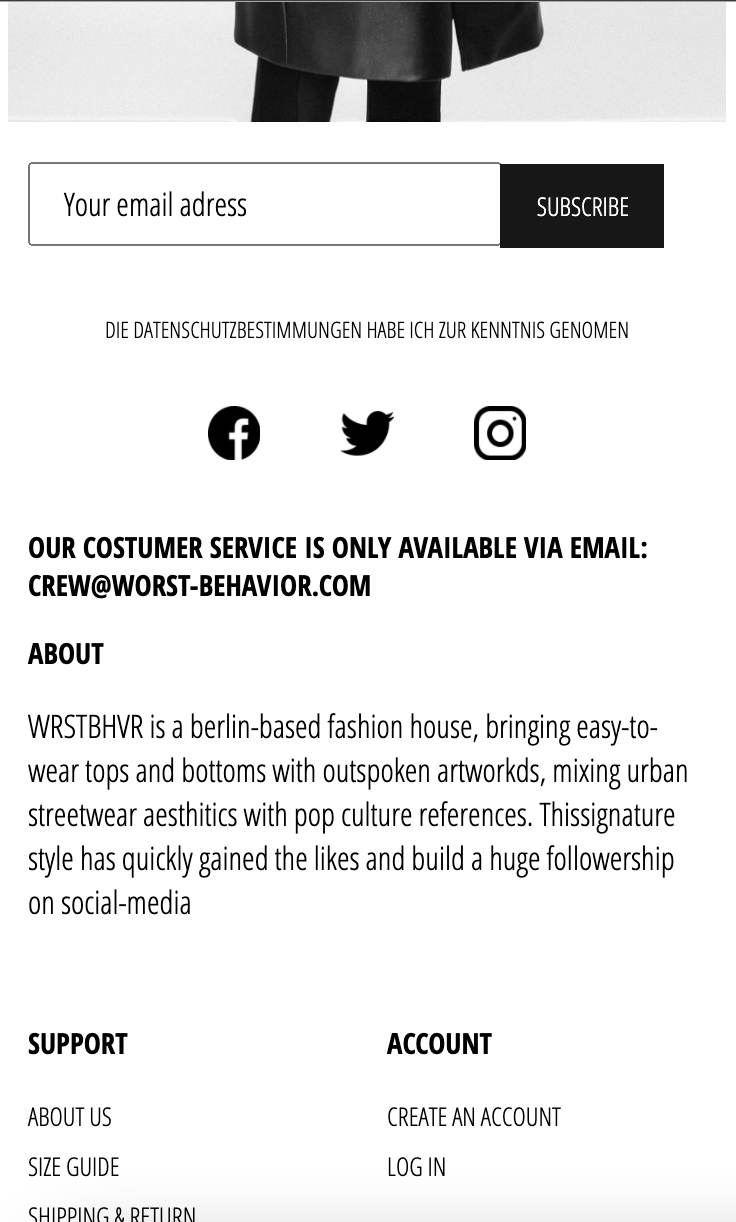 Your email adress
SUBSCRIBE
DIE DATENSCHUTZBESTIMMUNGEN HABE ICH ZUR KENNTNIS GENOMEN
OUR COSTUMER SERVICE IS ONLY AVAILABLE VIA EMAIL:
CREW@WORST-BEHAVIOR.COM
ABOUT
WRSTBHVR is a berlin-based fashion house, bringing easy-to-
wear tops and bottoms with outspoken artworkds, mixing urban
streetwear aesthitics with pop culture references. Thissignature
style has quickly gained the likes and build a huge followership
on social-media
SUPPORT
ABOUT US
SIZE GUIDE
SHIPPING & RETURN
ACCOUNT
CREATE AN ACCOUNT
LOG IN